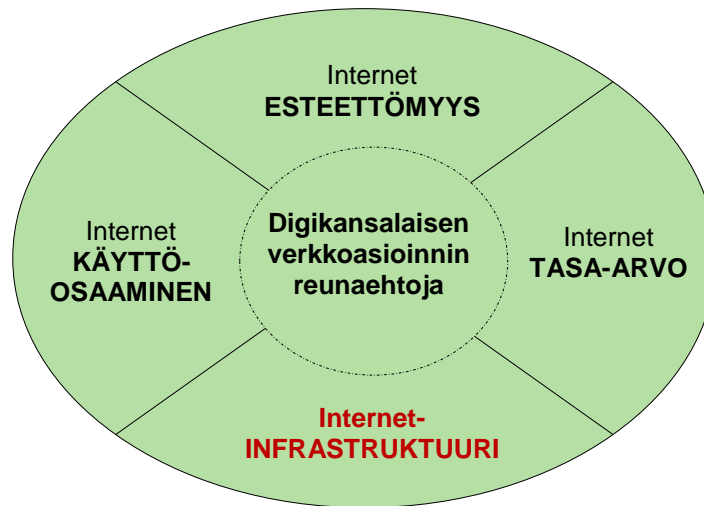 Internet
ESTEETTÖMYYS
Internet
KÄYTTÖ-
OSAAMINEN
Digikansalaisen
verkkoasioinnin
reunaehtoja
Internet
TASA-ARVO
Internet-
INFRASTRUKTUURI